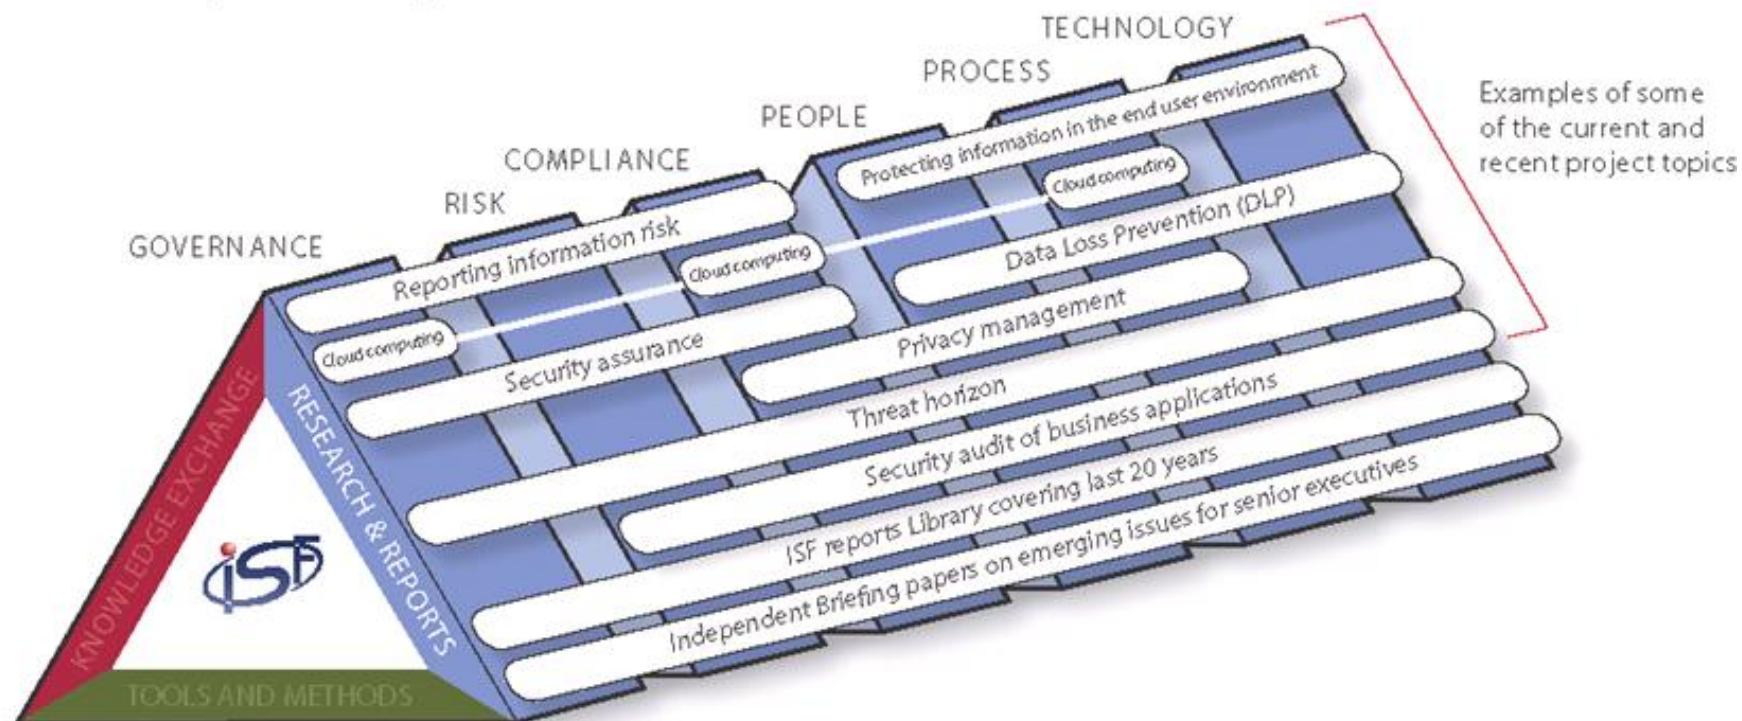 TECHNOLOGY
PROCESS
PEOPLE
COMPLIANCE
RISK
GOVERNANCE
Examples of some
of the current and
recent project topics
Protecting information in the end user environment
Cloud computing
Data Loss Prevention (DLP)
Reporting information risk
Cloud computing
Cloud computing
Security assurance
Privacy management
Threat horizon
Security audit of business applications
ISF reports Library covering last 20 years
Independent Briefing papers on emerging issues for senior executives
KNOWLEDGE EXCHANGE
RESEARCH & REPORTS
iSF
TOOLS AND METHODS